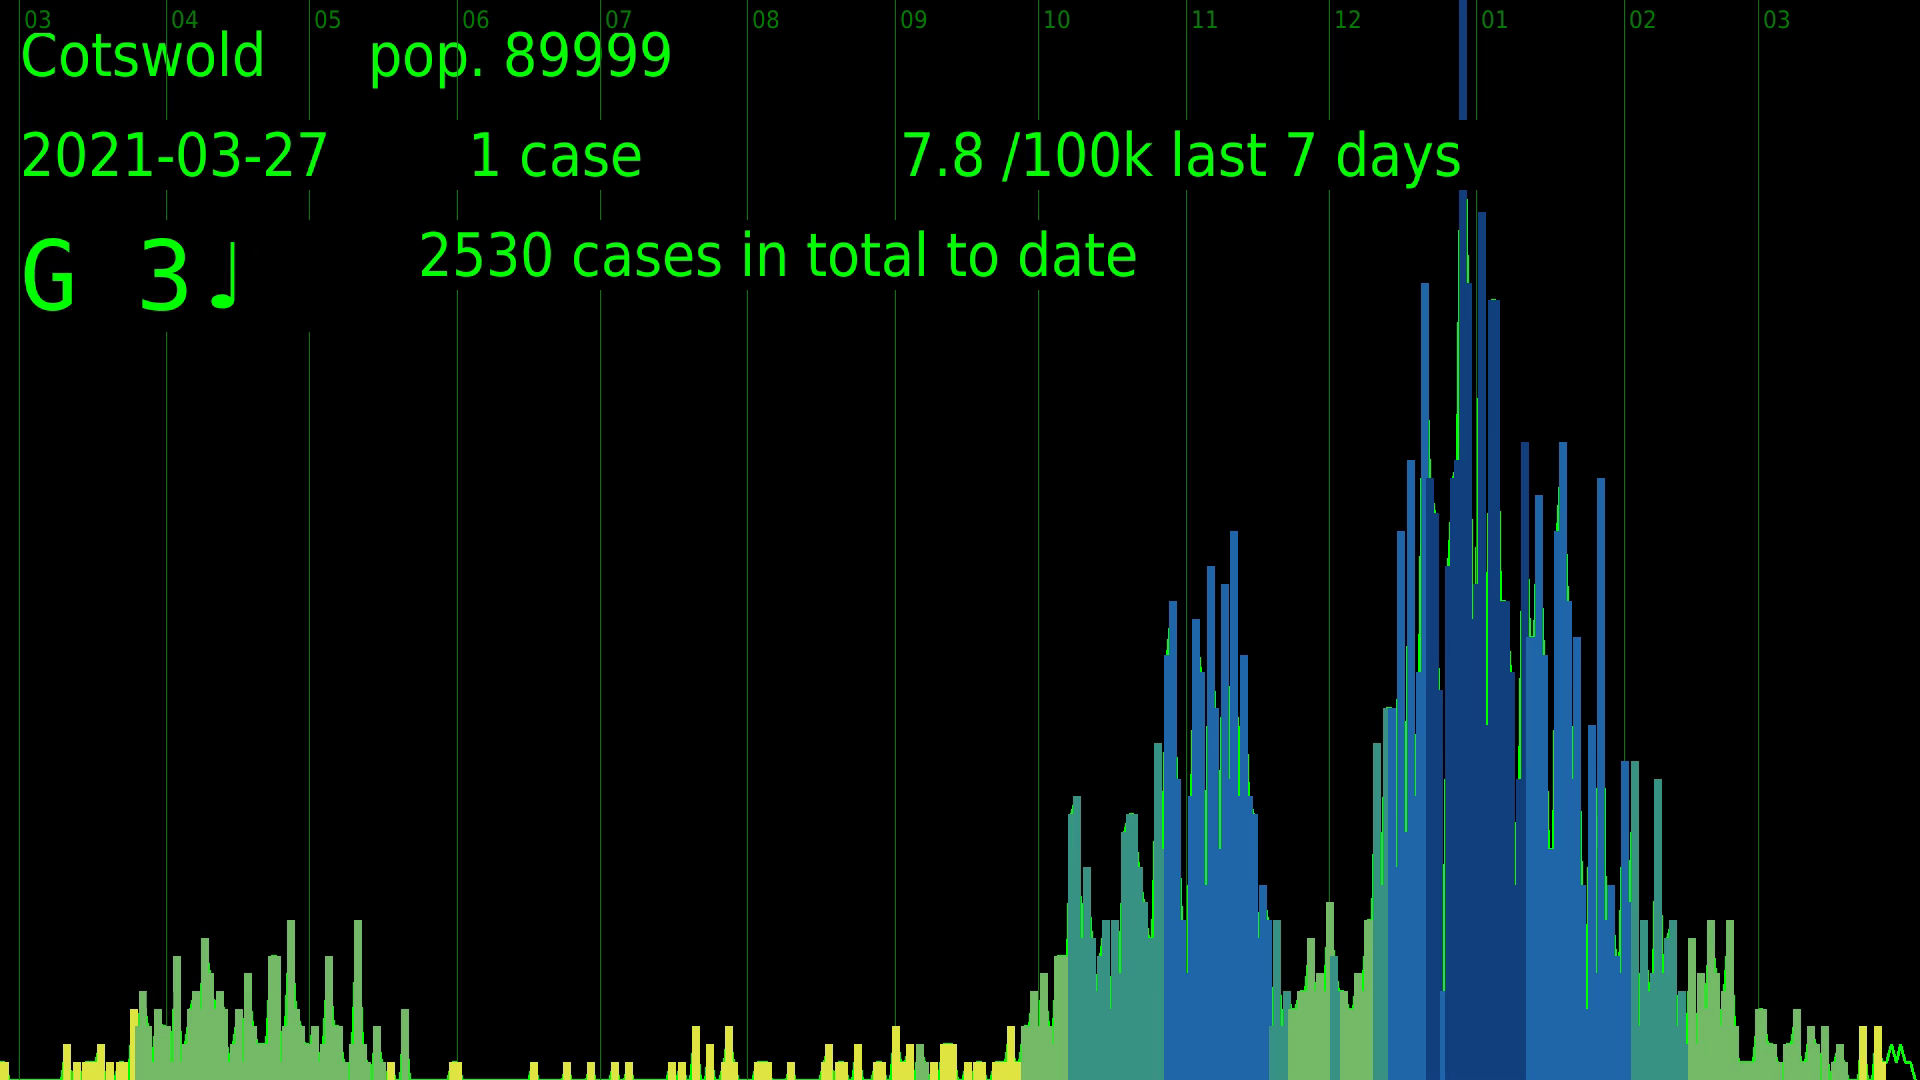 03 04 05 06 07 08 09 10 11 12 01 02 03
Cotswold pop. 89999
2021-03-27 1 case 7.8 /100k last 7 days
G 3♩ 2530 cases in total to date